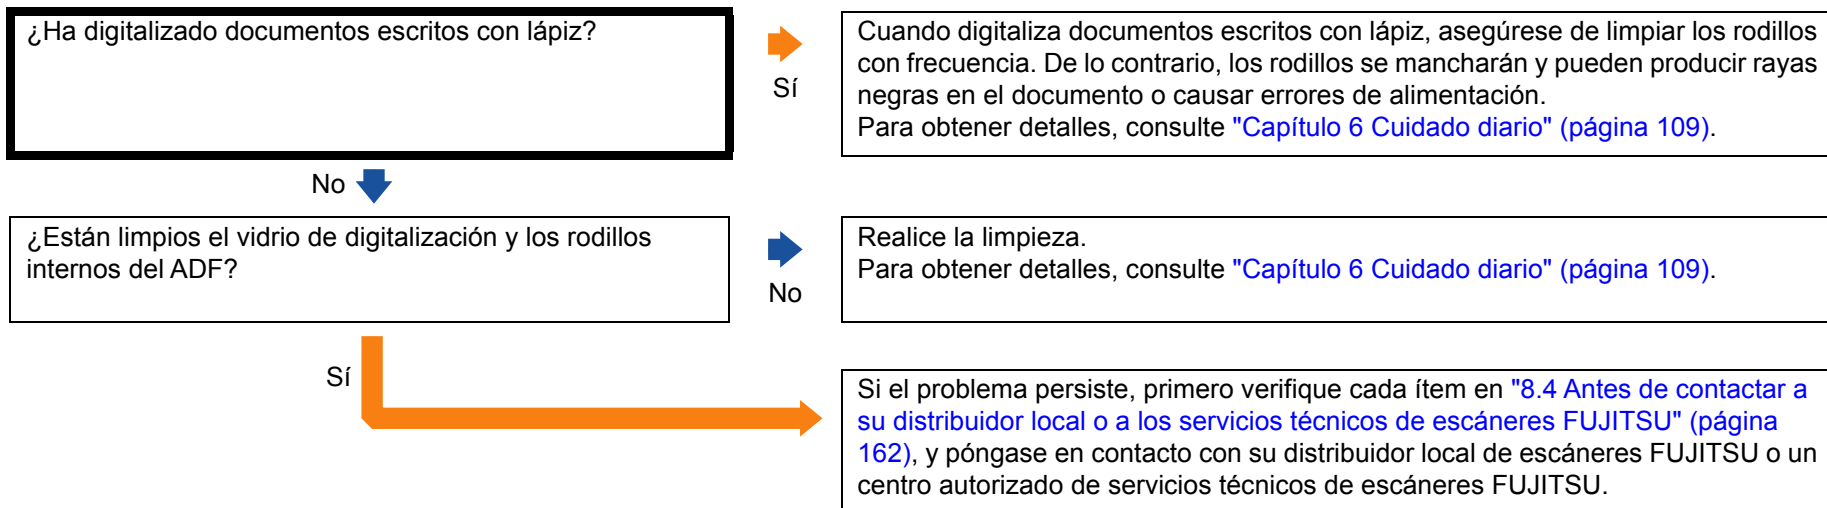 ¿Ha digitalizado documentos escritos con lápiz?
Sí
Cuando digitaliza documentos escritos con lápiz, asegúrese de limpiar los rodillos
con frecuencia. De lo contrario, los rodillos se mancharán y pueden producir rayas
negras en el documento o causar errores de alimentación.
Para obtener detalles, consulte "Capítulo 6 Cuidado diario" (página 109).
No
¿Están limpios el vidrio de digitalización y los rodillos
internos del ADF?
No
Realice la limpieza.
Para obtener detalles, consulte "Capítulo 6 Cuidado diario" (página 109).
Sí
Si el problema persiste, primero verifique cada ítem en "8.4 Antes de contactar a
su distribuidor local o a los servicios técnicos de escáneres FUJITSU" (página
162), y póngase en contacto con su distribuidor local de escáneres FUJITSU o un
centro autorizado de servicios técnicos de escáneres FUJITSU.